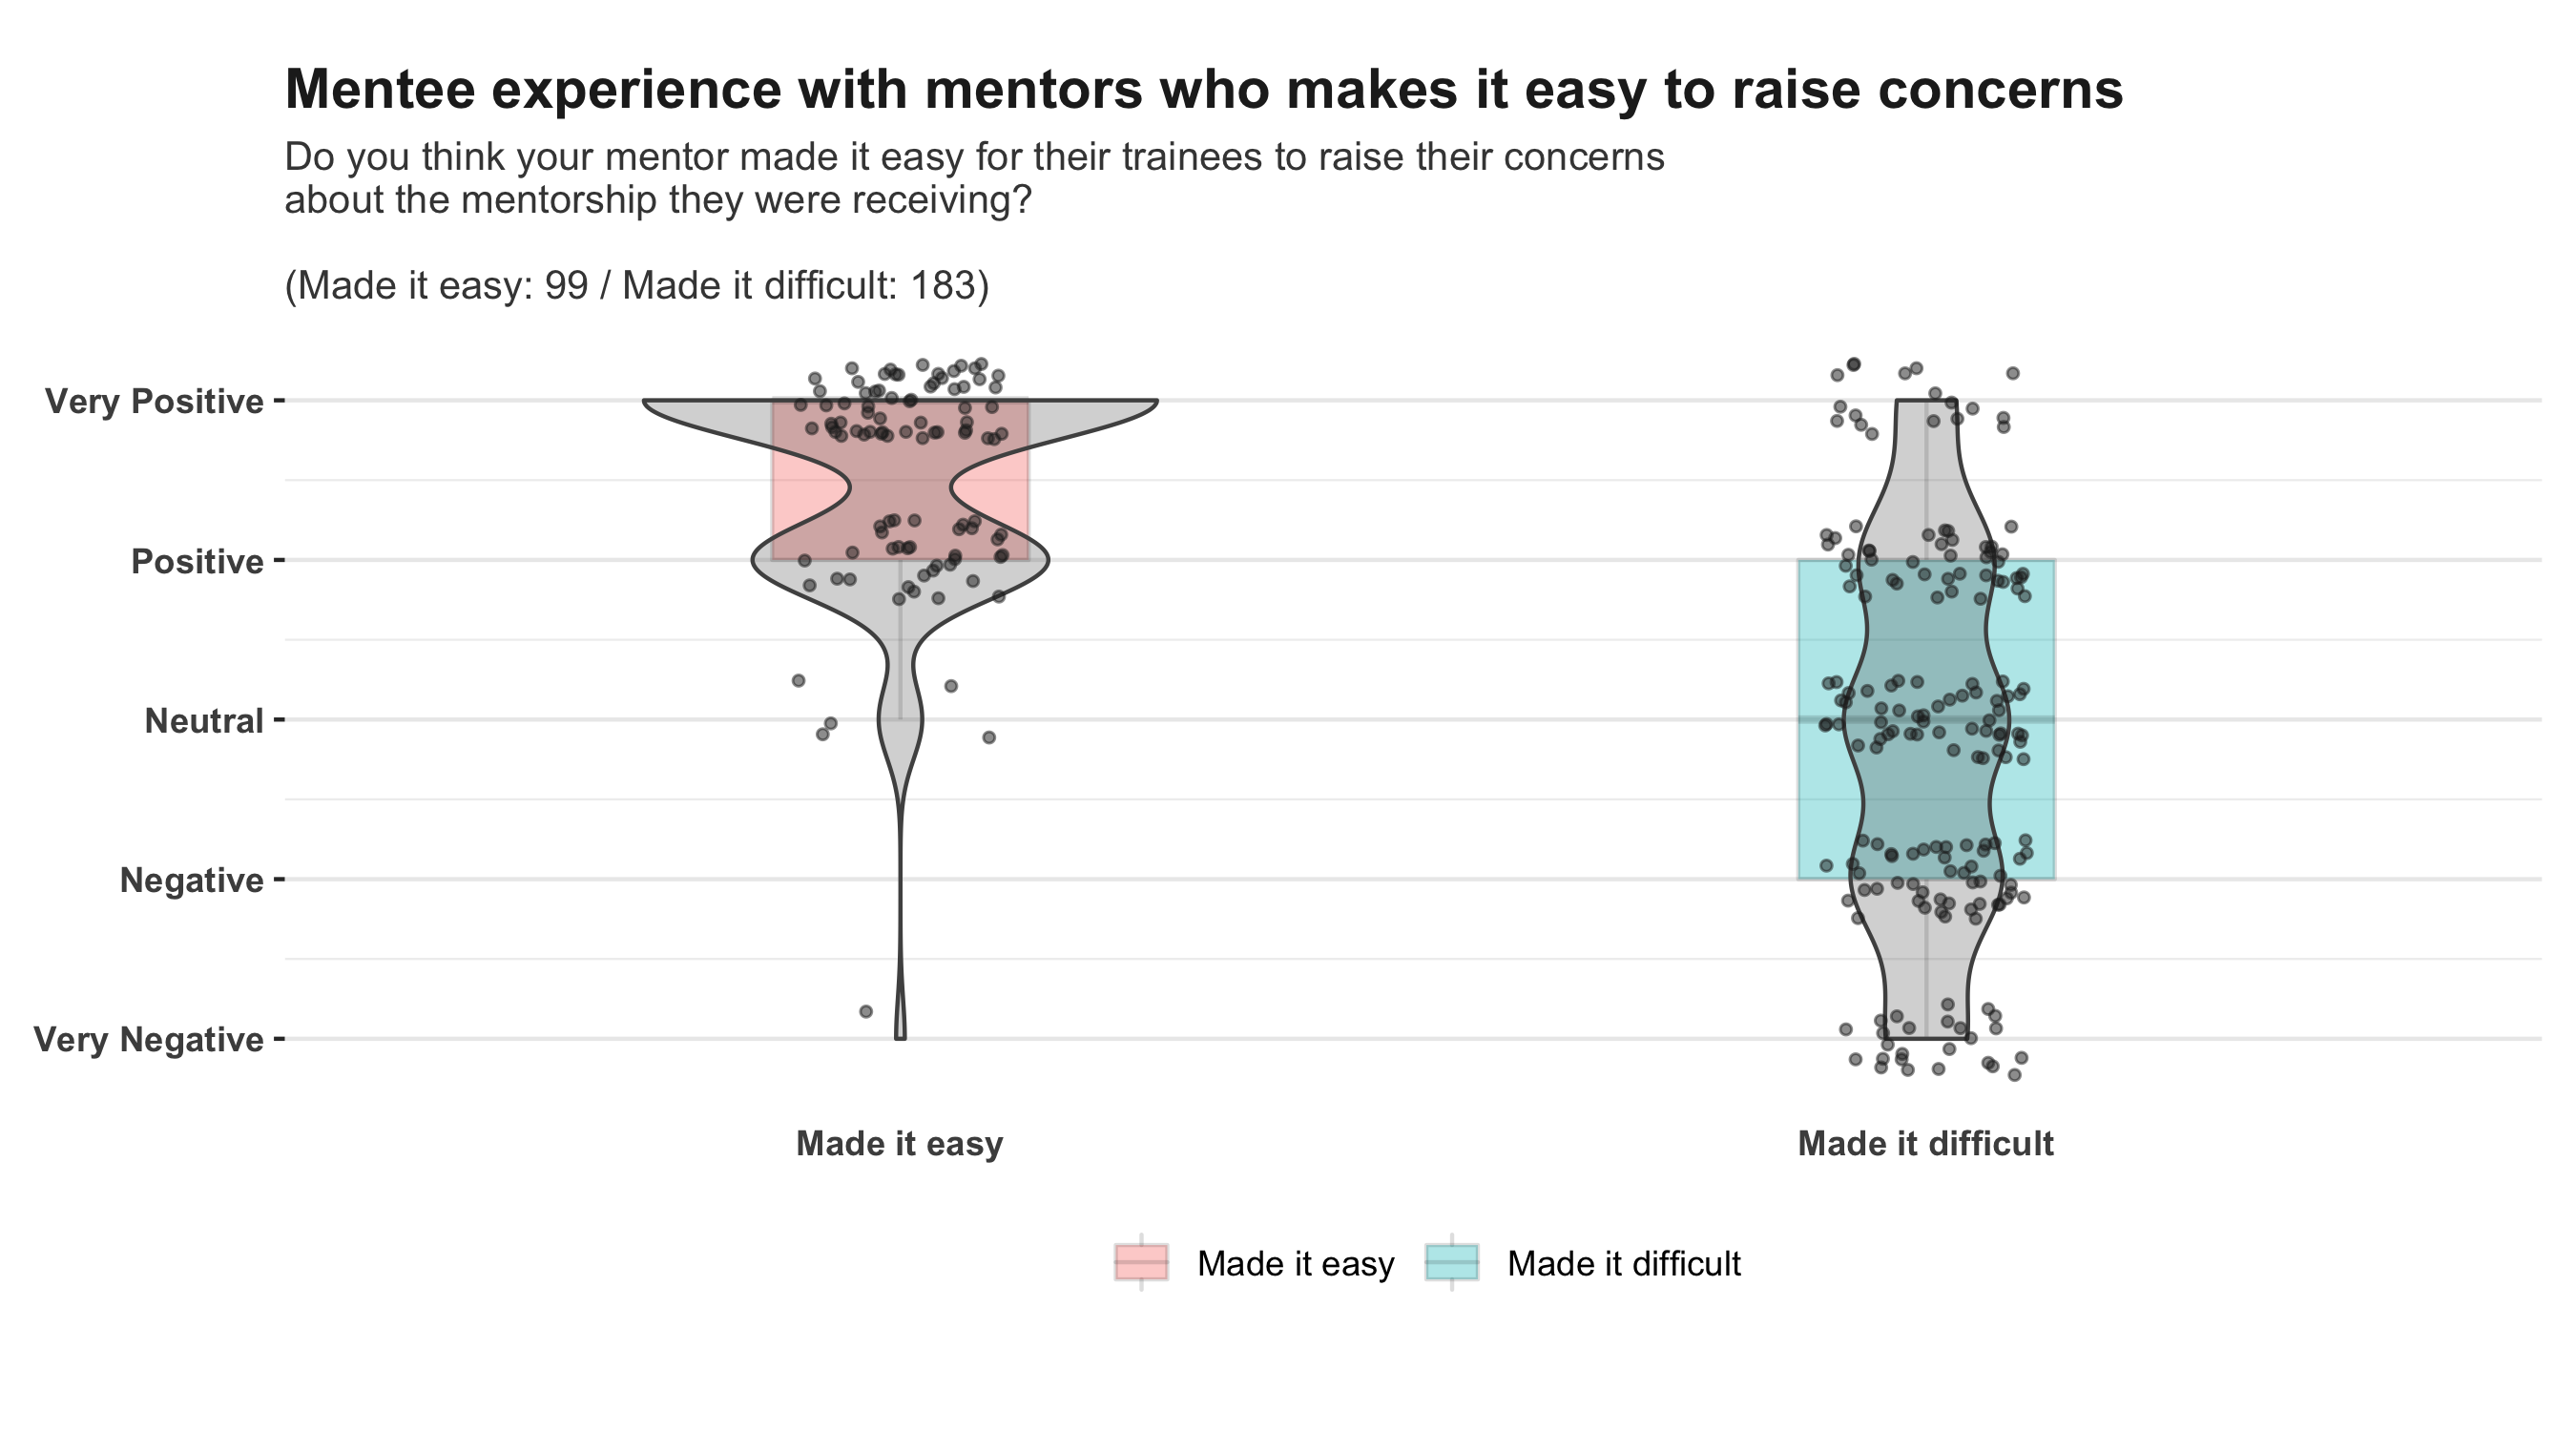 Mentee experience with mentors who makes it easy to raise concerns
Do you think your mentor made it easy for their trainees to raise their concerns
about the mentorship they were receiving?
(Made it easy: 99 / Made it difficult: 183)
Very Positive
Positive
Neutral
Negative
Very Negative
Made it easy
Made it difficult
Made it easy
Made it difficult